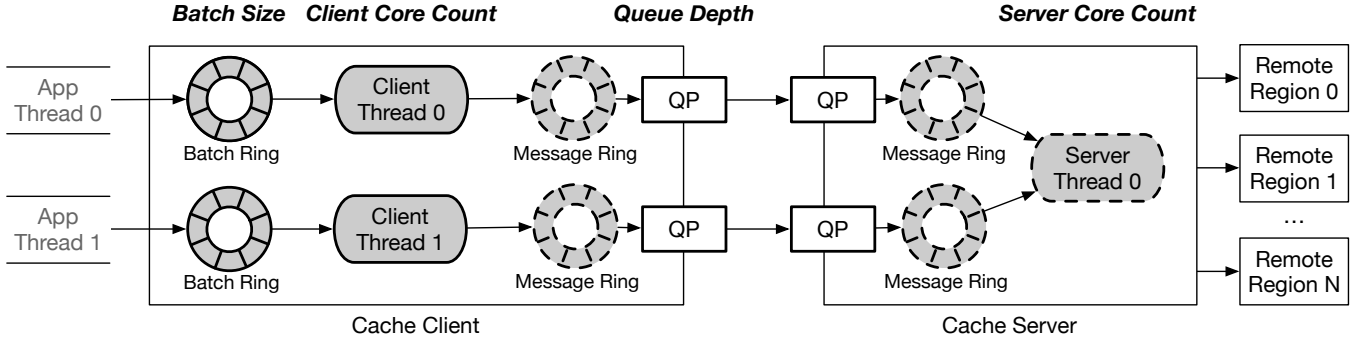 Batch Size Client Core Count Queue Depth Server Core Count
App
Thread 0
Batch Ring
Client
Thread 0
Message Ring
QP
QP
Message Ring
App
Thread 1
Batch Ring
Client
Thread 1
Message Ring
QP
QP
Message Ring
Server
Thread 0
Remote
Region 0
Remote
Region 1
...
Remote
Region N
Cache Client
Cache Server